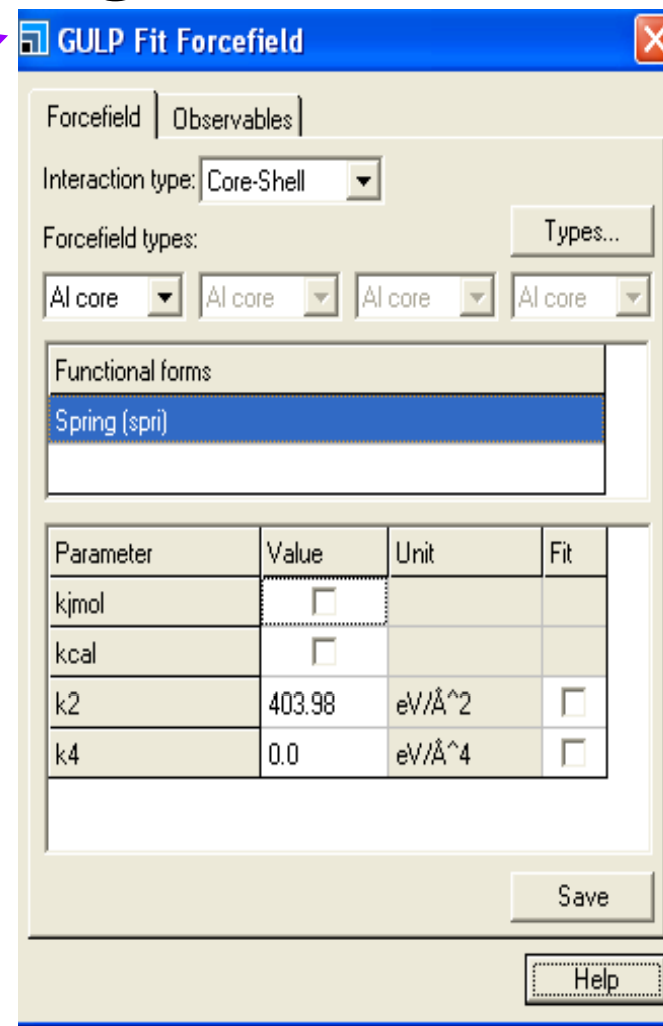 GULP Fit Forcefield
Forcefield Observables
Interaction type: Core-Shell
Types...
Forcefield types:
Al core Al core Al core Al core
Functional forms
Spring (spri)
Parameter Value Unit Fit
kjmol
kcal
k2 403.98 eV/Å^2
k4 0.0 eV/Å^4
Save
Help